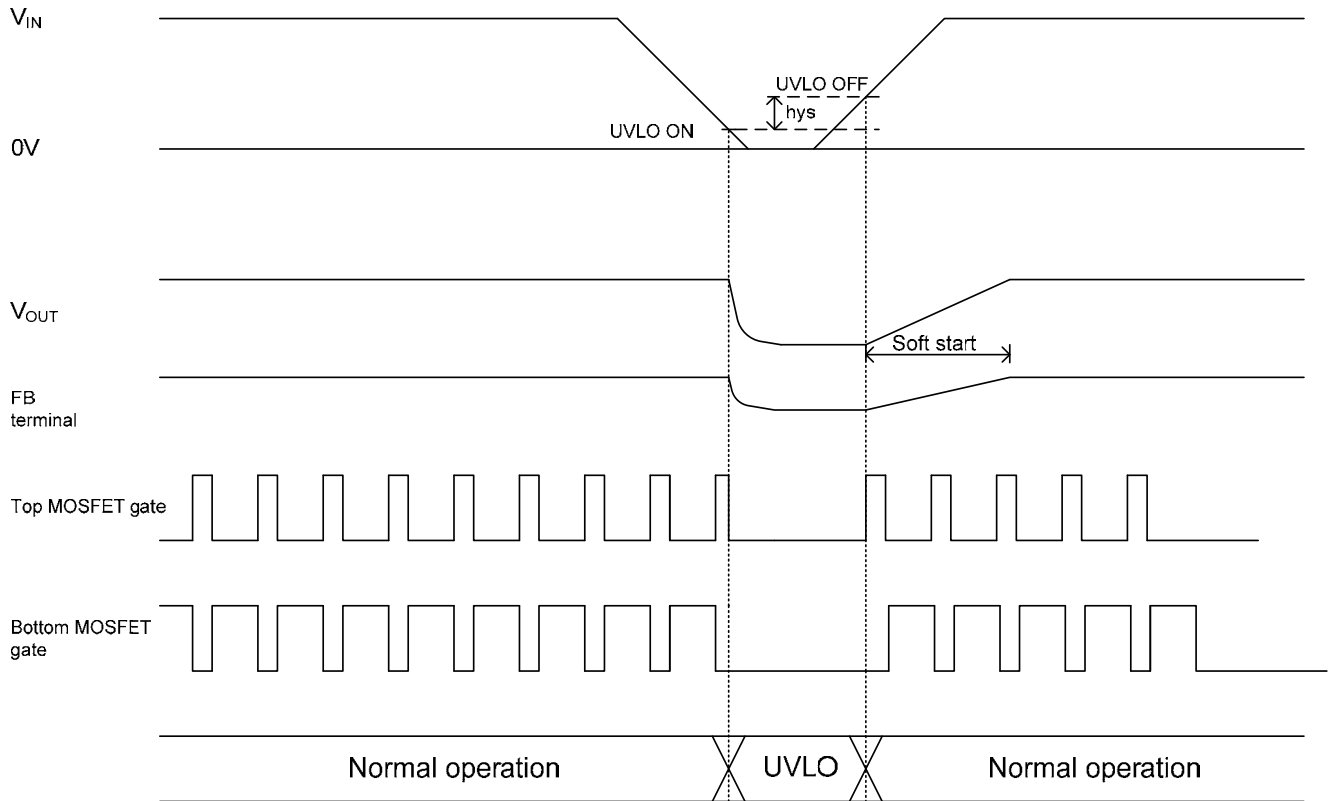 VIN
UVLO OFF
hys
UVLO ON
0V
VOUT
Soft start
FB
terminal
Top MOSFET gate
Bottom MOSFET
gate
Normal operation
UVLO
Normal operation